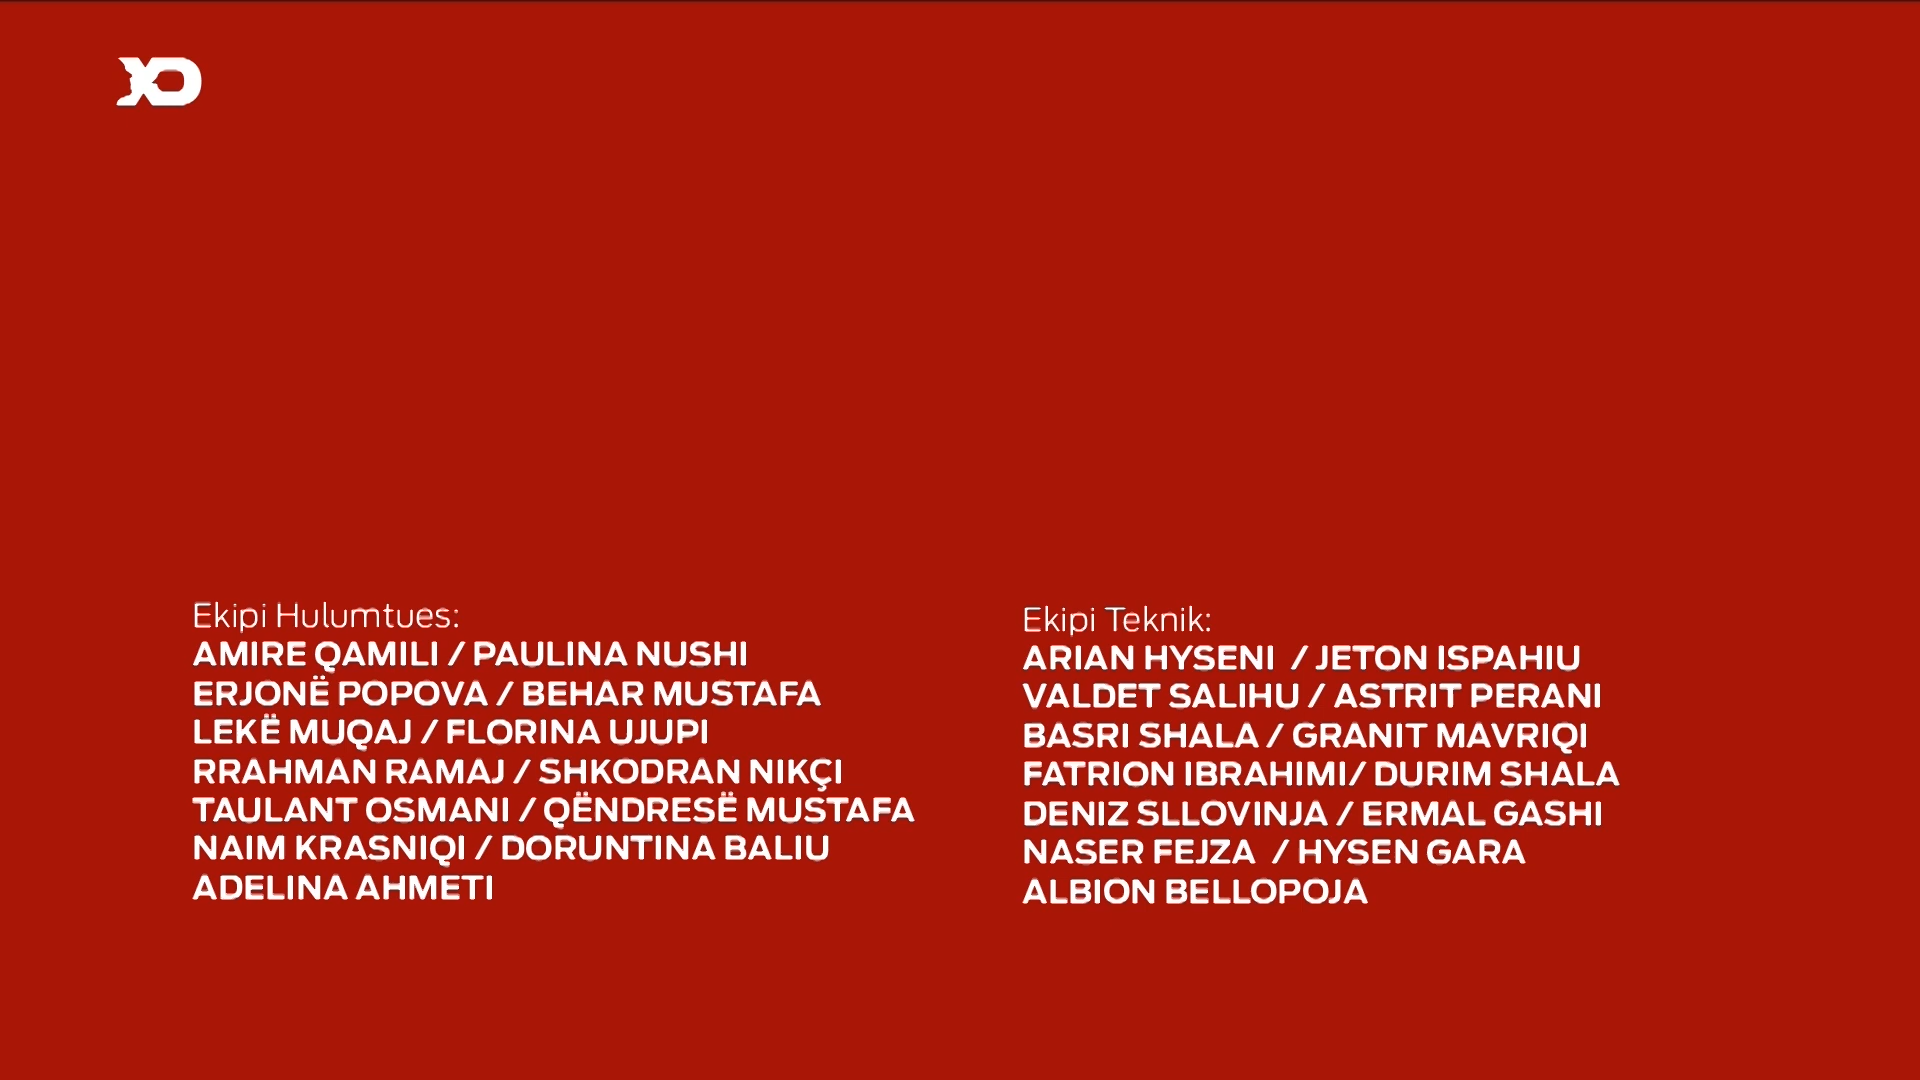 XO
Ekipi Hulumtues:
AMIRE QAMILI / PAULINA NUSHI
ERJONË POPOVA / BEHAR MUSTAFA
LEKË MUQAJ / FLORINA UJUPI
RRAHMAN RAMAJ / SHKODRAN NIKÇI
TAULANT OSMANI / QËNDRESË MUSTAFA
NAIM KRASNIQI / DORUNTINA BALIU
ADELINA AHMETI
Ekipi Teknik:
ARIAN HYSENI / JETON ISPAHIU
VALDET SALIHU / ASTRIT PERANI
BASRI SHALA / GRANIT MAVRIQI
FATRION IBRAHIMI/ DURIM SHALA
DENIZ SLLOVINJA / ERMAL GASHI
NASER FEJZA / HYSEN GARA
ALBION BELLOPOJA